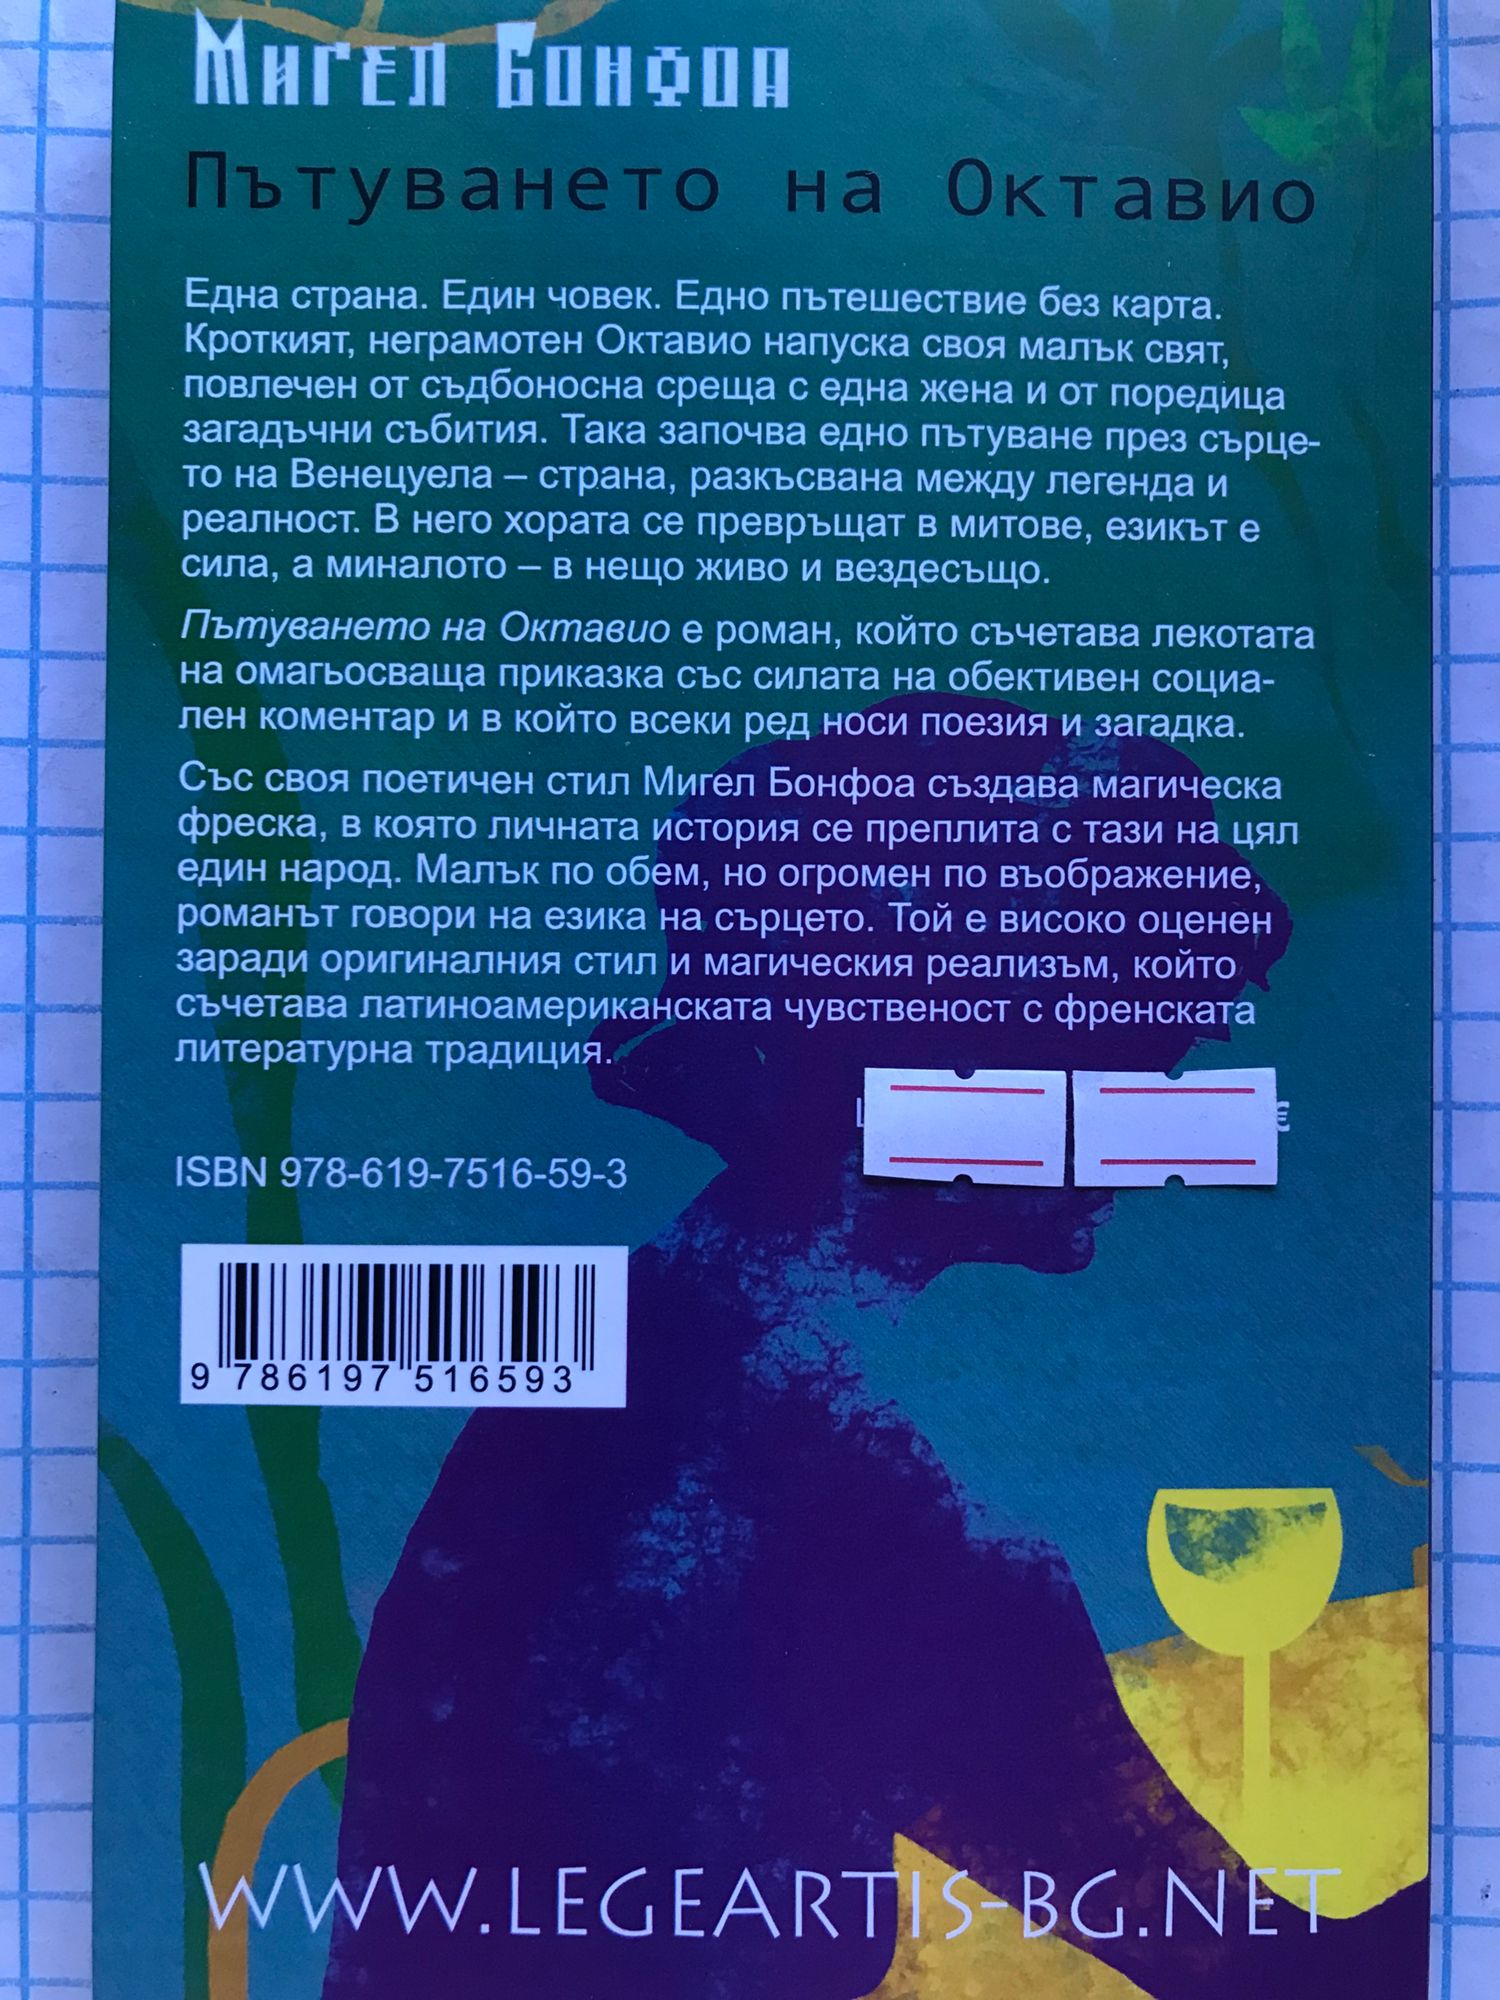 Мигел Бонфоа
Пътуването на Октавио
Една страна. Един човек. Едно пътешествие без карта.
Кроткият, неграмотен Октавио напуска своя малък свят,
повлечен от съдбоносна среща с една жена и от поредица
загадъчни събития. Така започва едно пътуване през сърце-
то на Венецуела – страна, разкъсвана между легенда и
реалност. В него хората се превръщат в митове, езикът е
сила, а миналото – в нещо живо и вездесъщо.
Пътуването на Октавио е роман, който съчетава лекотата
на омагьосваща приказка със силата на обективен социа-
лен коментар и в който всеки ред носи поезия и загадка.
Със своя поетичен стил Мигел Бонфоа създава магическа
фреска, в която личната история се преплита с тази на цял
един народ. Малък по обем, но огромен по въображение,
романът говори на езика на сърцето. Той е високо оценен
заради оригиналния стил и магическия реализъм, който
съчетава латиноамериканската чувственост с френската
литературна традиция.
€
ISBN 978-619-7516-59-3
9 786197 516593
WWW.LEGEARTIS-BG.NET